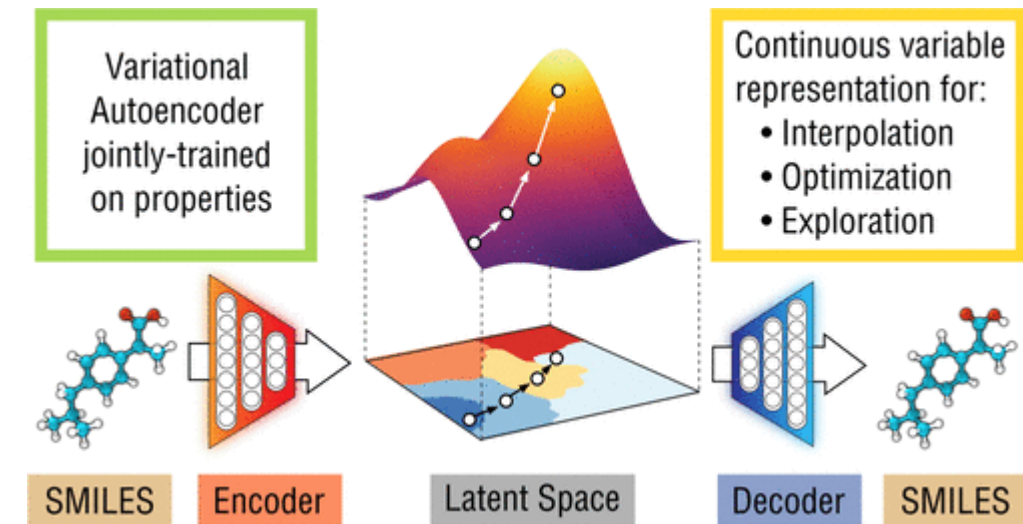 Variational
Autoencoder
jointly-trained
on properties
Continuous variable
representation for:
• Interpolation
• Optimization
• Exploration
SMILES
Encoder
Latent Space
Decoder
SMILES